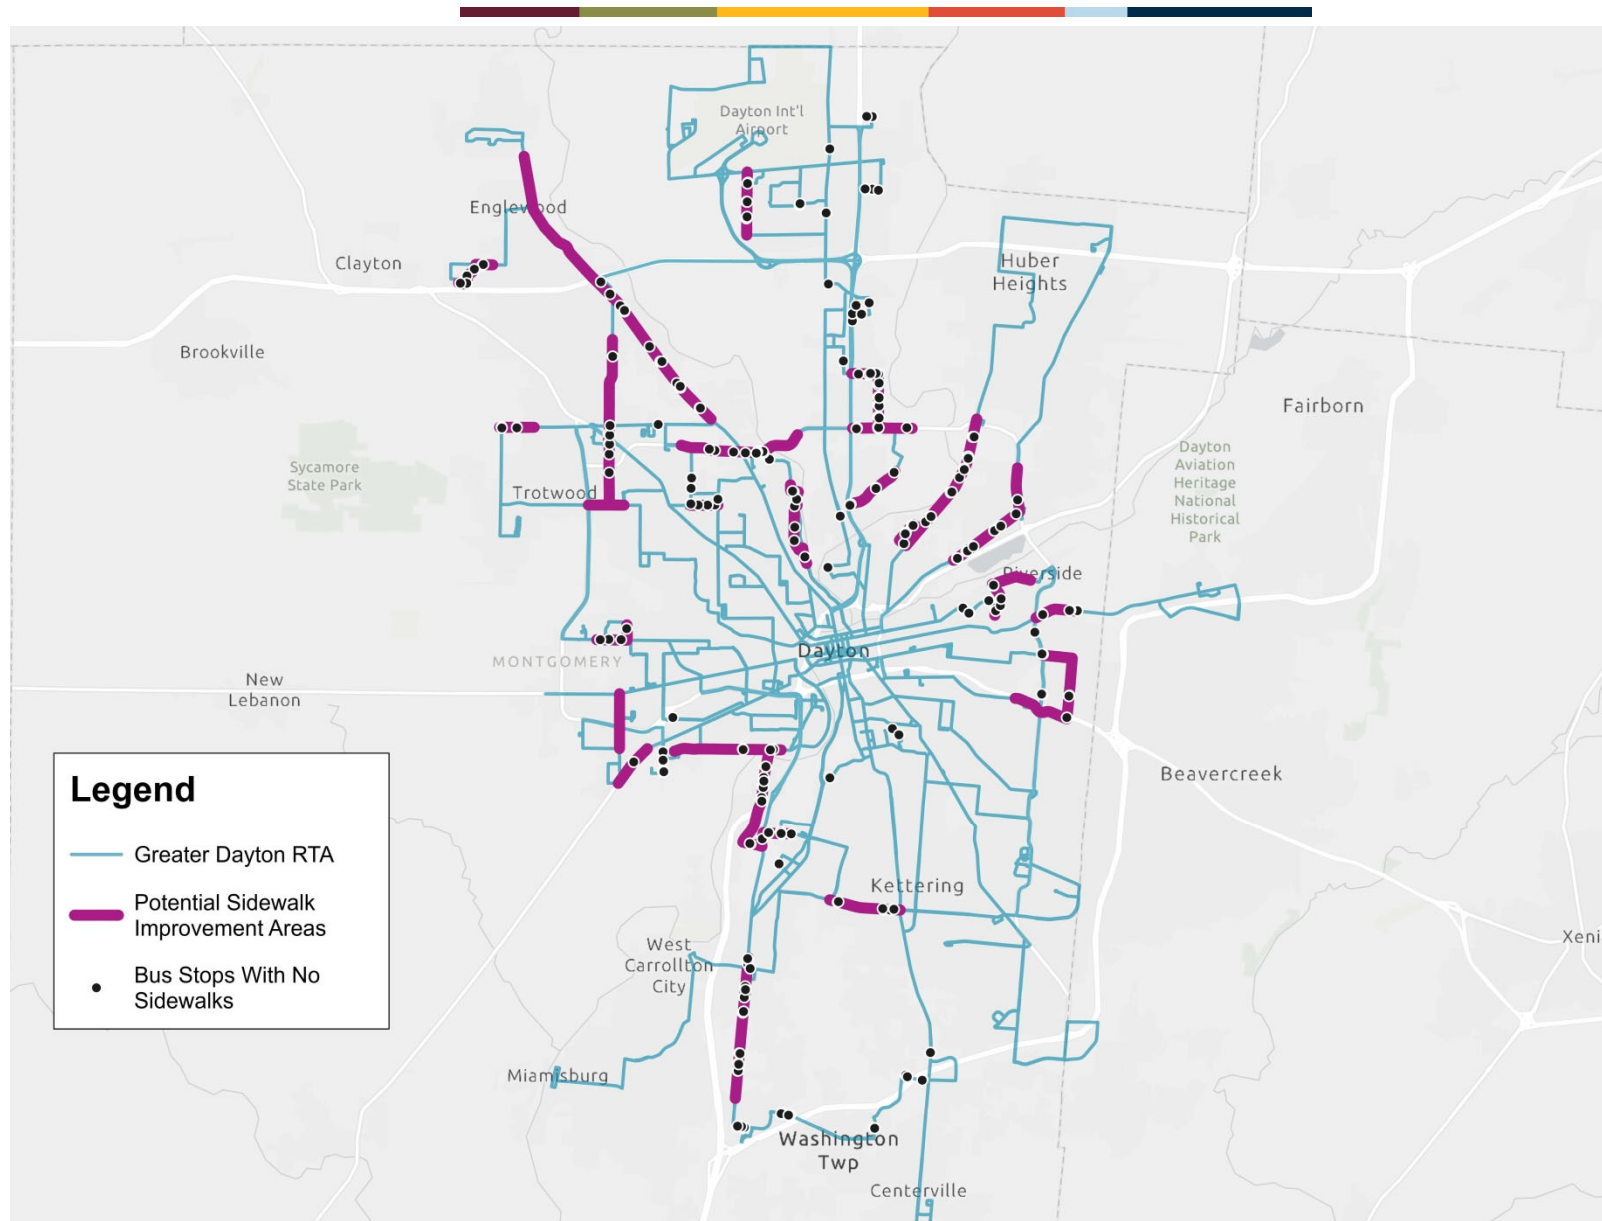 Dayton Int'l
Airport
Englewood
Clayton
Huber
Heights
Brookville
Fairborn
Dayton
Aviation
Heritage
National
Historical
Park
Sycamore
State Park
Trotwood
Riverside
Dayton
MONTGOMERY
New
Lebanon
Beavercreek
Legend
Greater Dayton RTA
Potential Sidewalk
Improvement Areas
Bus Stops With No
Sidewalks
Kettering
West
Carrollton
City
Xeni
Miamisburg
Washington
Twp
Centerville